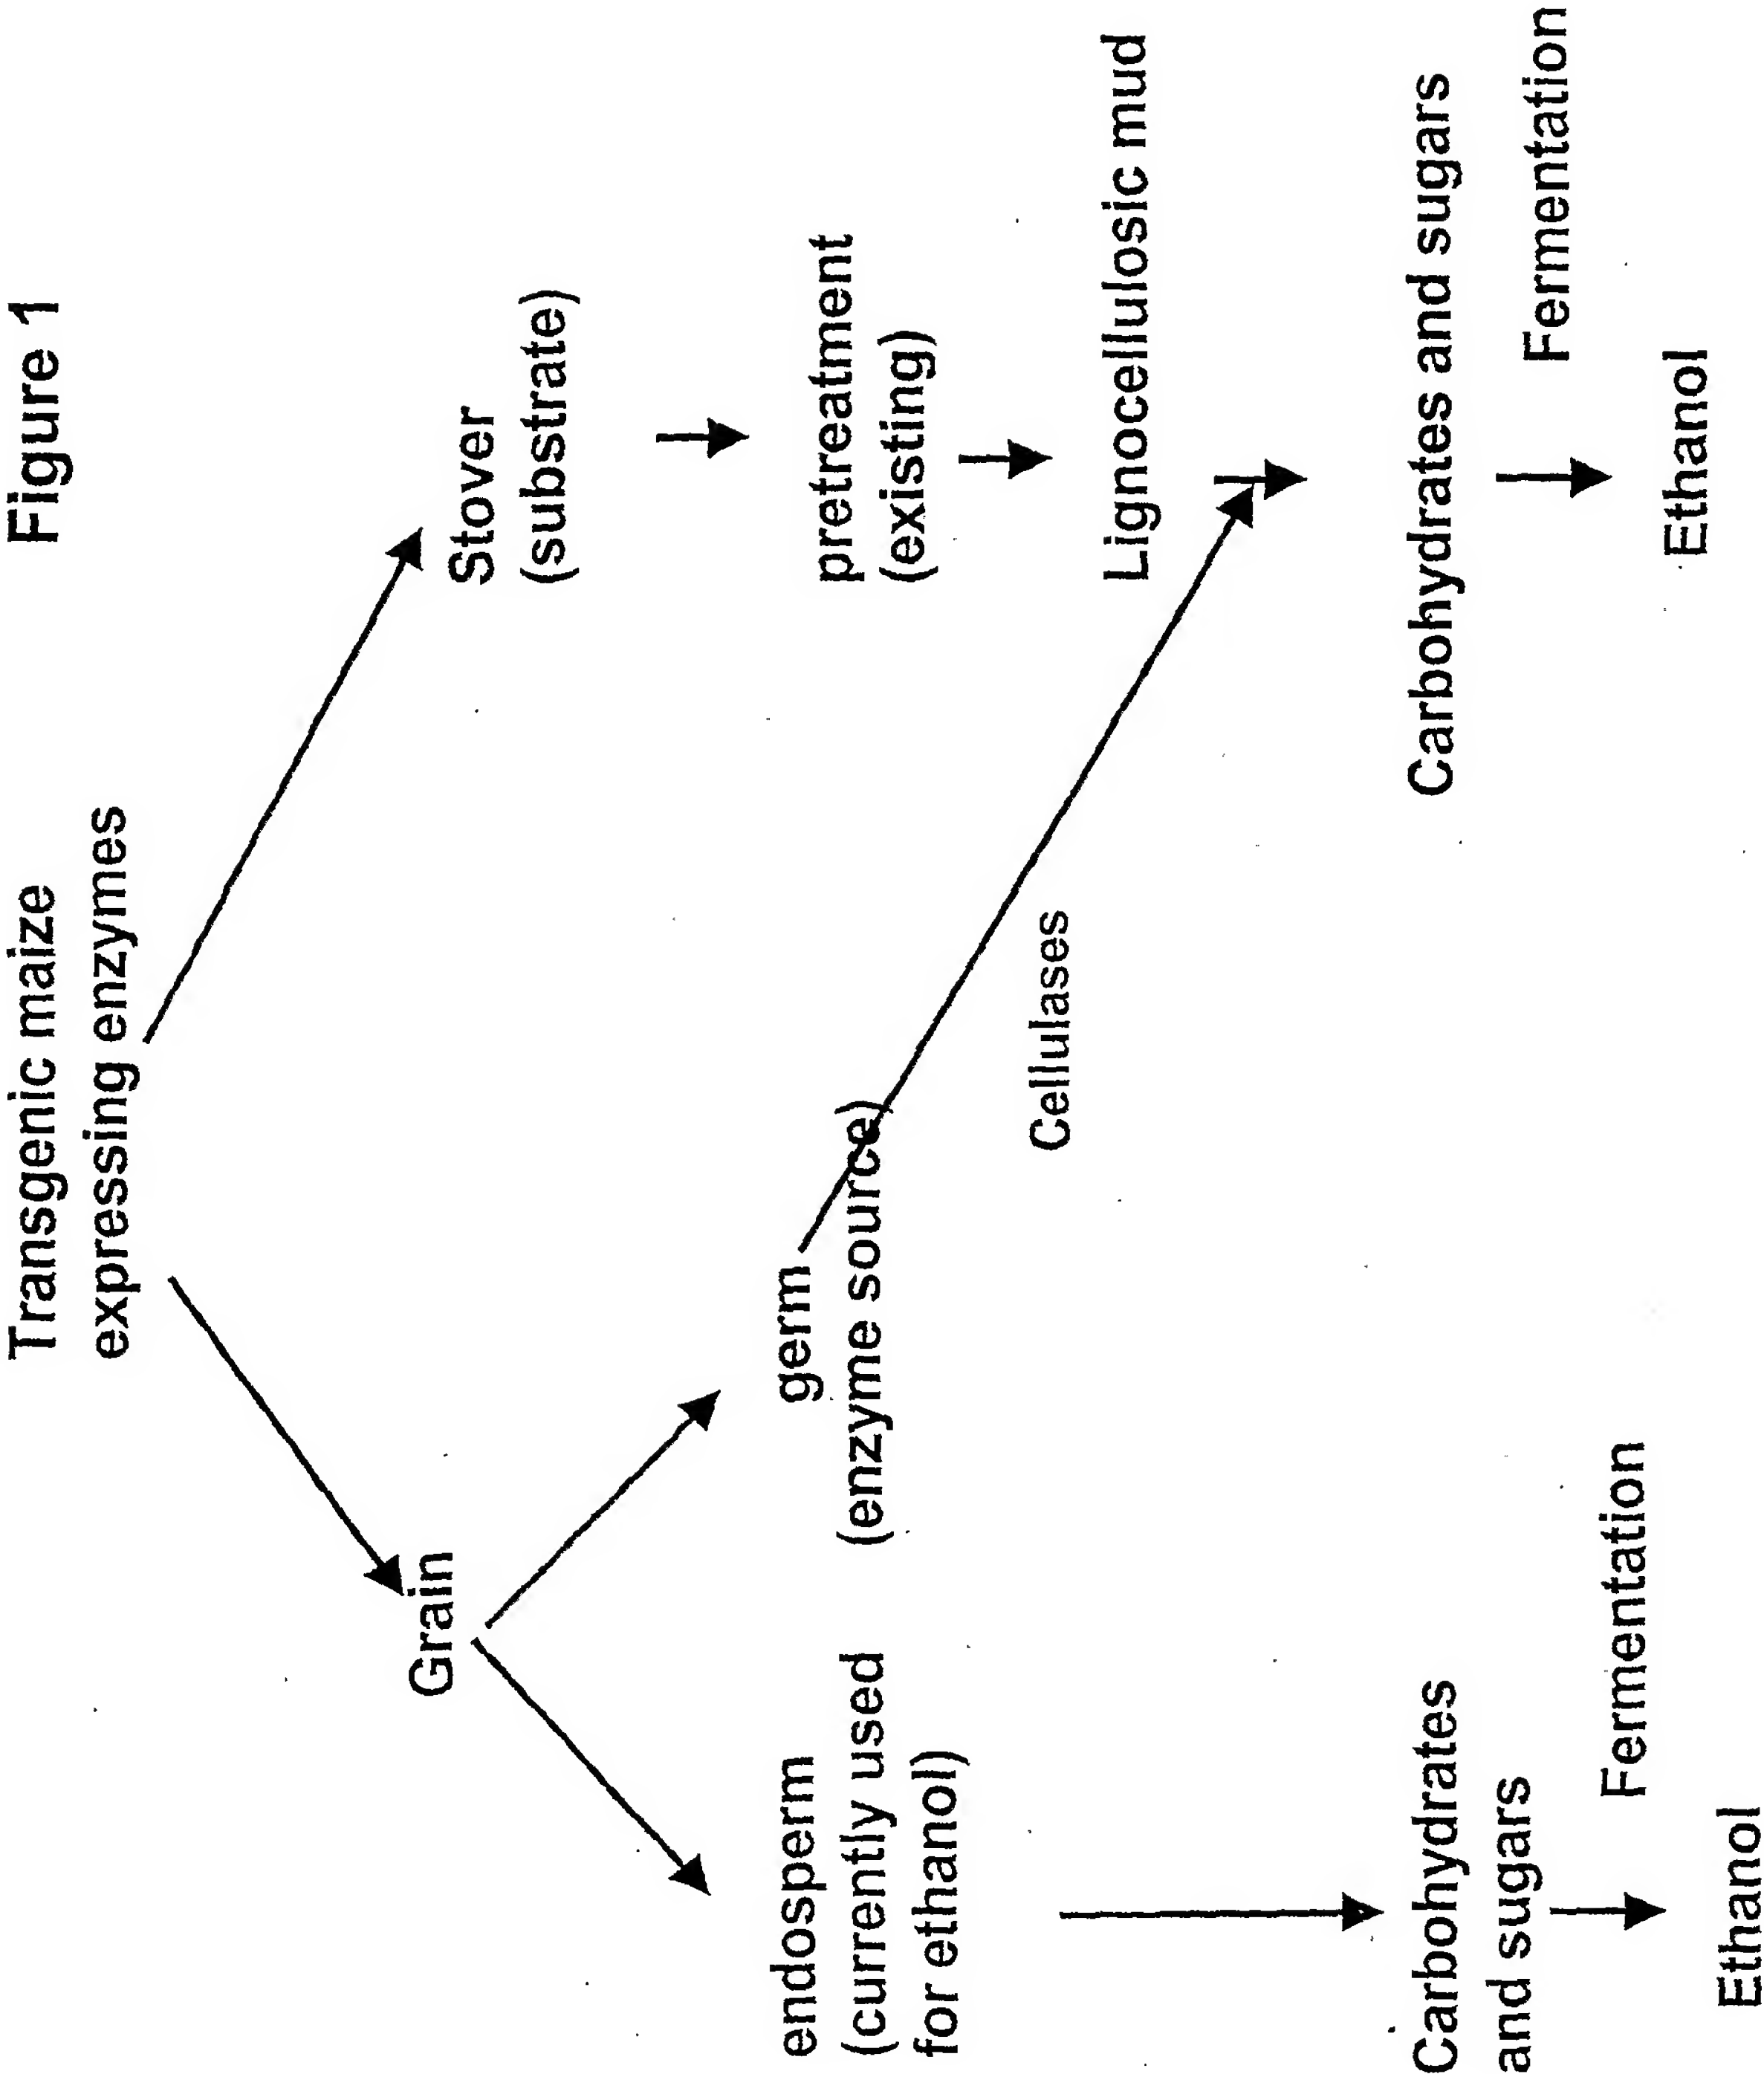 Figure 1
Transgenic maize
expressing enzymes
Grain
Stover
(substrate)
endosperm
(currently used
for ethanol)
germ
(enzyme source)
pretreatment
(existing)
Cellulases
Lignocellulosic mud
Carbohydrates
and sugars
Carbohydrates and sugars
Fermentation
Fermentation
Ethanol
Ethanol